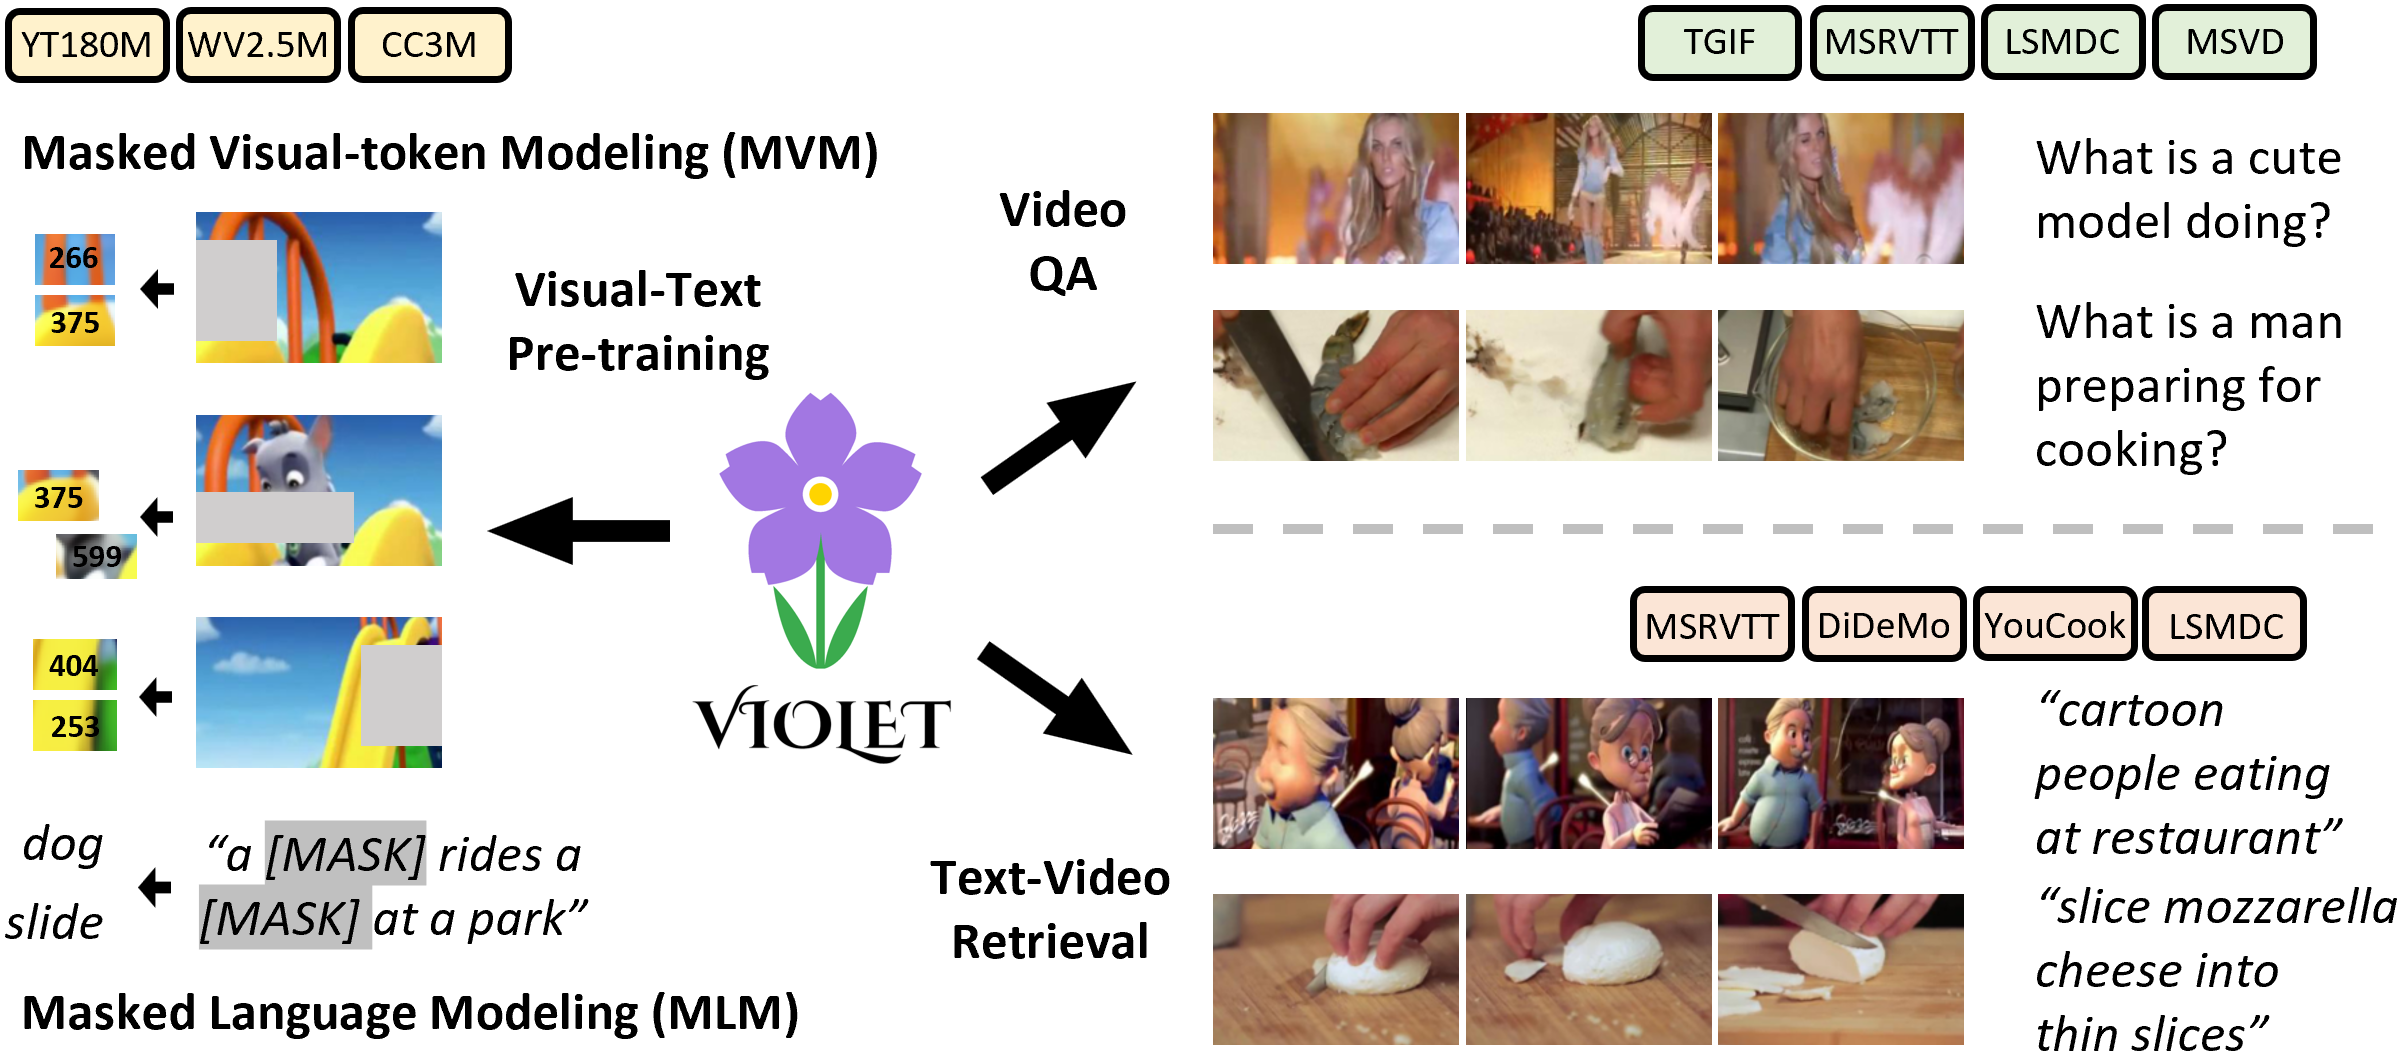 YT180M
WV2.5M
CC3M
Masked Visual-token Modeling (MVM)
266
375
375
599
404
253
Visual-Text
Pre-training
dog
slide
“a [MASK] rides a
[MASK] at a park”
Masked Language Modeling (MLM)
VIOLET
Video
QA
TGIF
MSRVTT
LSMDC
MSVD
What is a cute
model doing?
What is a man
preparing for
cooking?
Text-Video
Retrieval
MSRVTT
DiDeMo
YouCook
LSMDC
“cartoon
people eating
at restaurant”
“slice mozzarella
cheese into
thin slices”